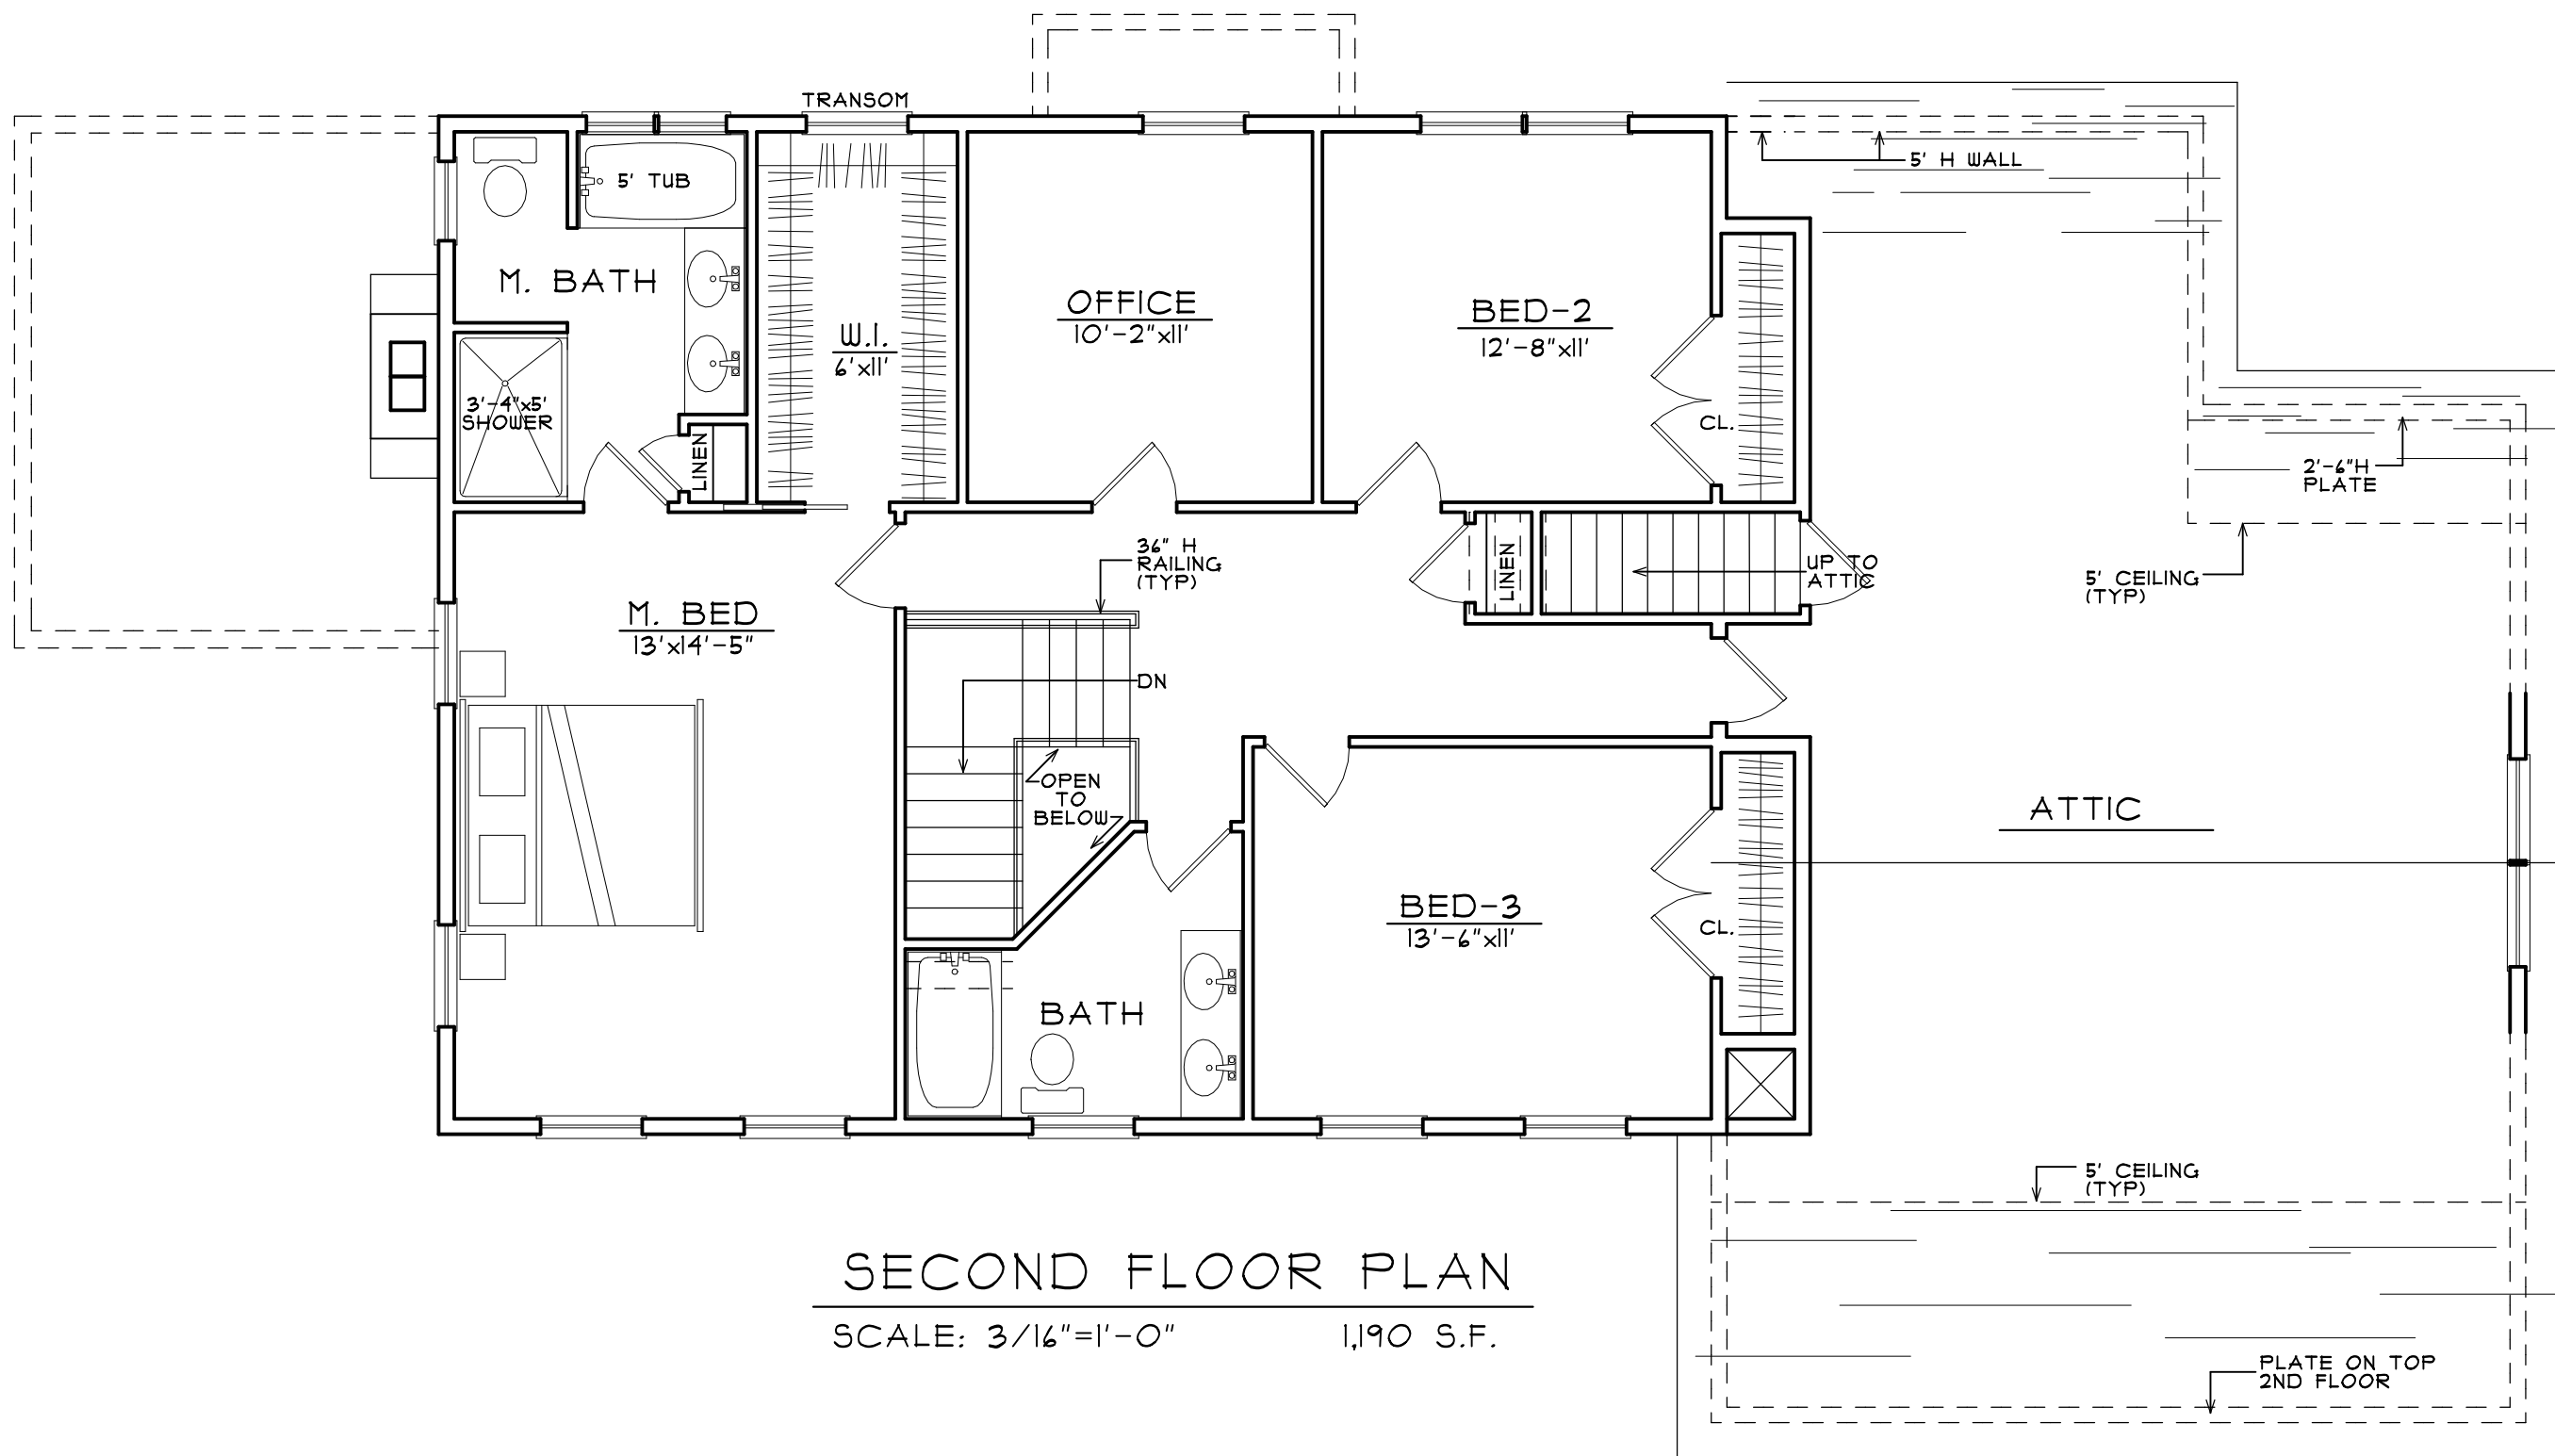 TRANSOM
5' H WALL
5' TUB
M. BATH
OFFICE
10'-2"x11'
BED-2
12'-8"x11'
W.I.
6'x11'
3'-4"x5'
SHOWER
LINEN
CL.
2'-6"H
PLATE
36" H
RAILING
(TYP)
LINEN
UP TO
ATTIC
5' CEILING
(TYP)
M. BED
13'x14'-5"
DN
OPEN
TO
BELOW
ATTIC
BED-3
13'-6"x11'
CL.
BATH
5' CEILING
(TYP)
SECOND FLOOR PLAN
SCALE: 3/16"=1'-0" 1,190 S.F.
PLATE ON TOP
2ND FLOOR